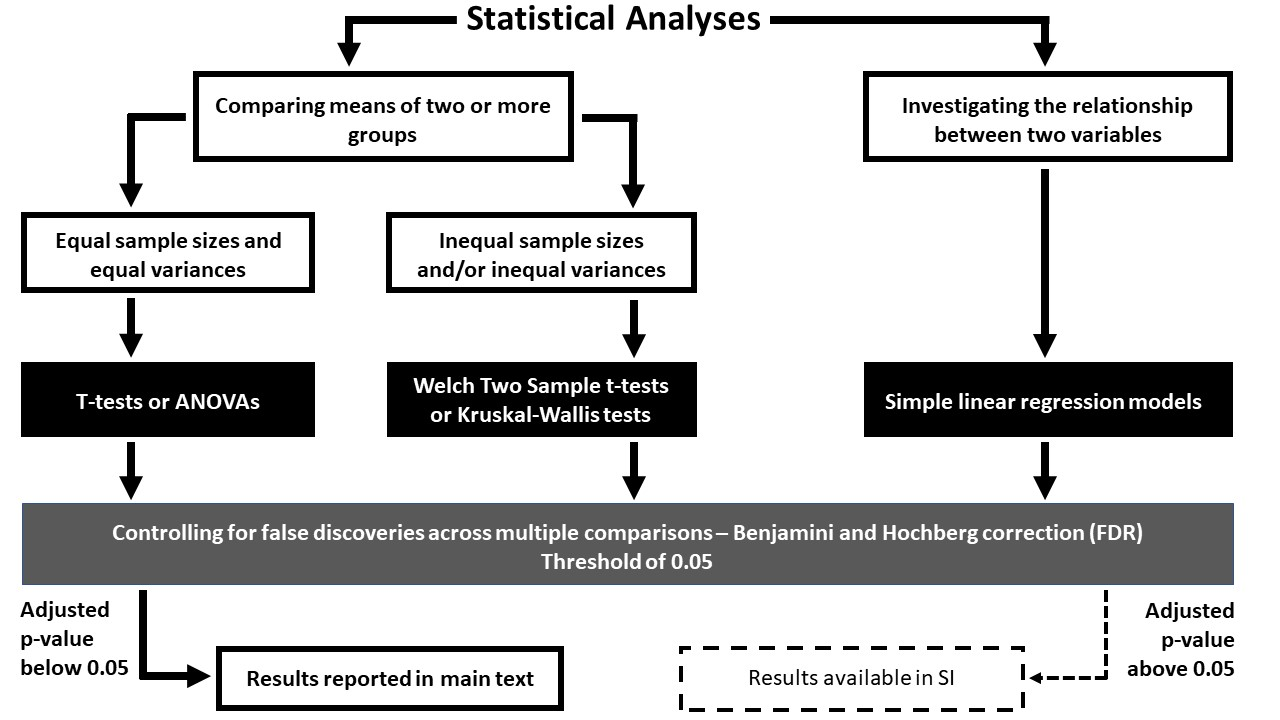 Statistical Analyses
Comparing means of two or more
groups
Investigating the relationship
between two variables
Equal sample sizes and
equal variances
Inequal sample sizes
and/or inequal variances
T-tests or ANOVAs
Welch Two Sample t-tests
or Kruskal-Wallis tests
Simple linear regression models
Controlling for false discoveries across multiple comparisons – Benjamini and Hochberg correction (FDR)
Threshold of 0.05
Adjusted
p-value
below 0.05
Results reported in main text
Results available in SI
Adjusted
p-value
above 0.05